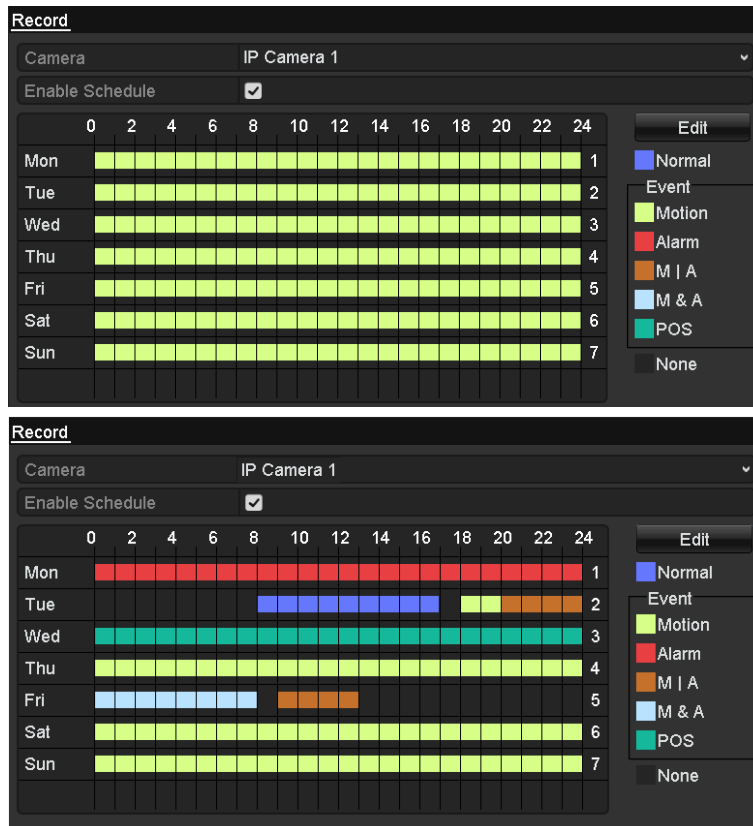 Record
Camera IP Camera 1
Enable Schedule
0 2 4 6 8 10 12 14 16 18 20 22 24
Edit
Mon 1
Normal
Event
Tue 2
Motion
Wed 3
Alarm
Thu 4
M | A
Fri 5
M & A
Sat 6
POS
Sun 7
None
Record
Camera IP Camera 1
Enable Schedule
0 2 4 6 8 10 12 14 16 18 20 22 24
Edit
Mon 1
Normal
Event
Tue 2
Motion
Wed 3
Alarm
Thu 4
M | A
Fri 5
M & A
Sat 6
POS
Sun 7
None